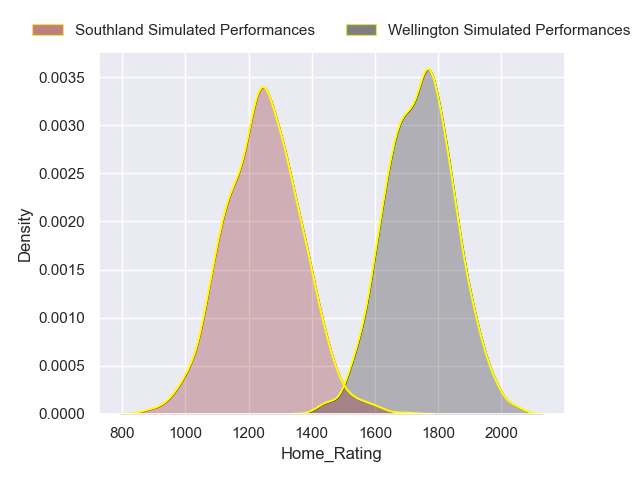 Southland Simulated Performances
Wellington Simulated Performances
0.0035
0.0030
0.0025
0.0020
0.0015
0.0010
0.0005
0.0000
Density
800 1000 1200 1400 1600 1800 2000
Home_Rating